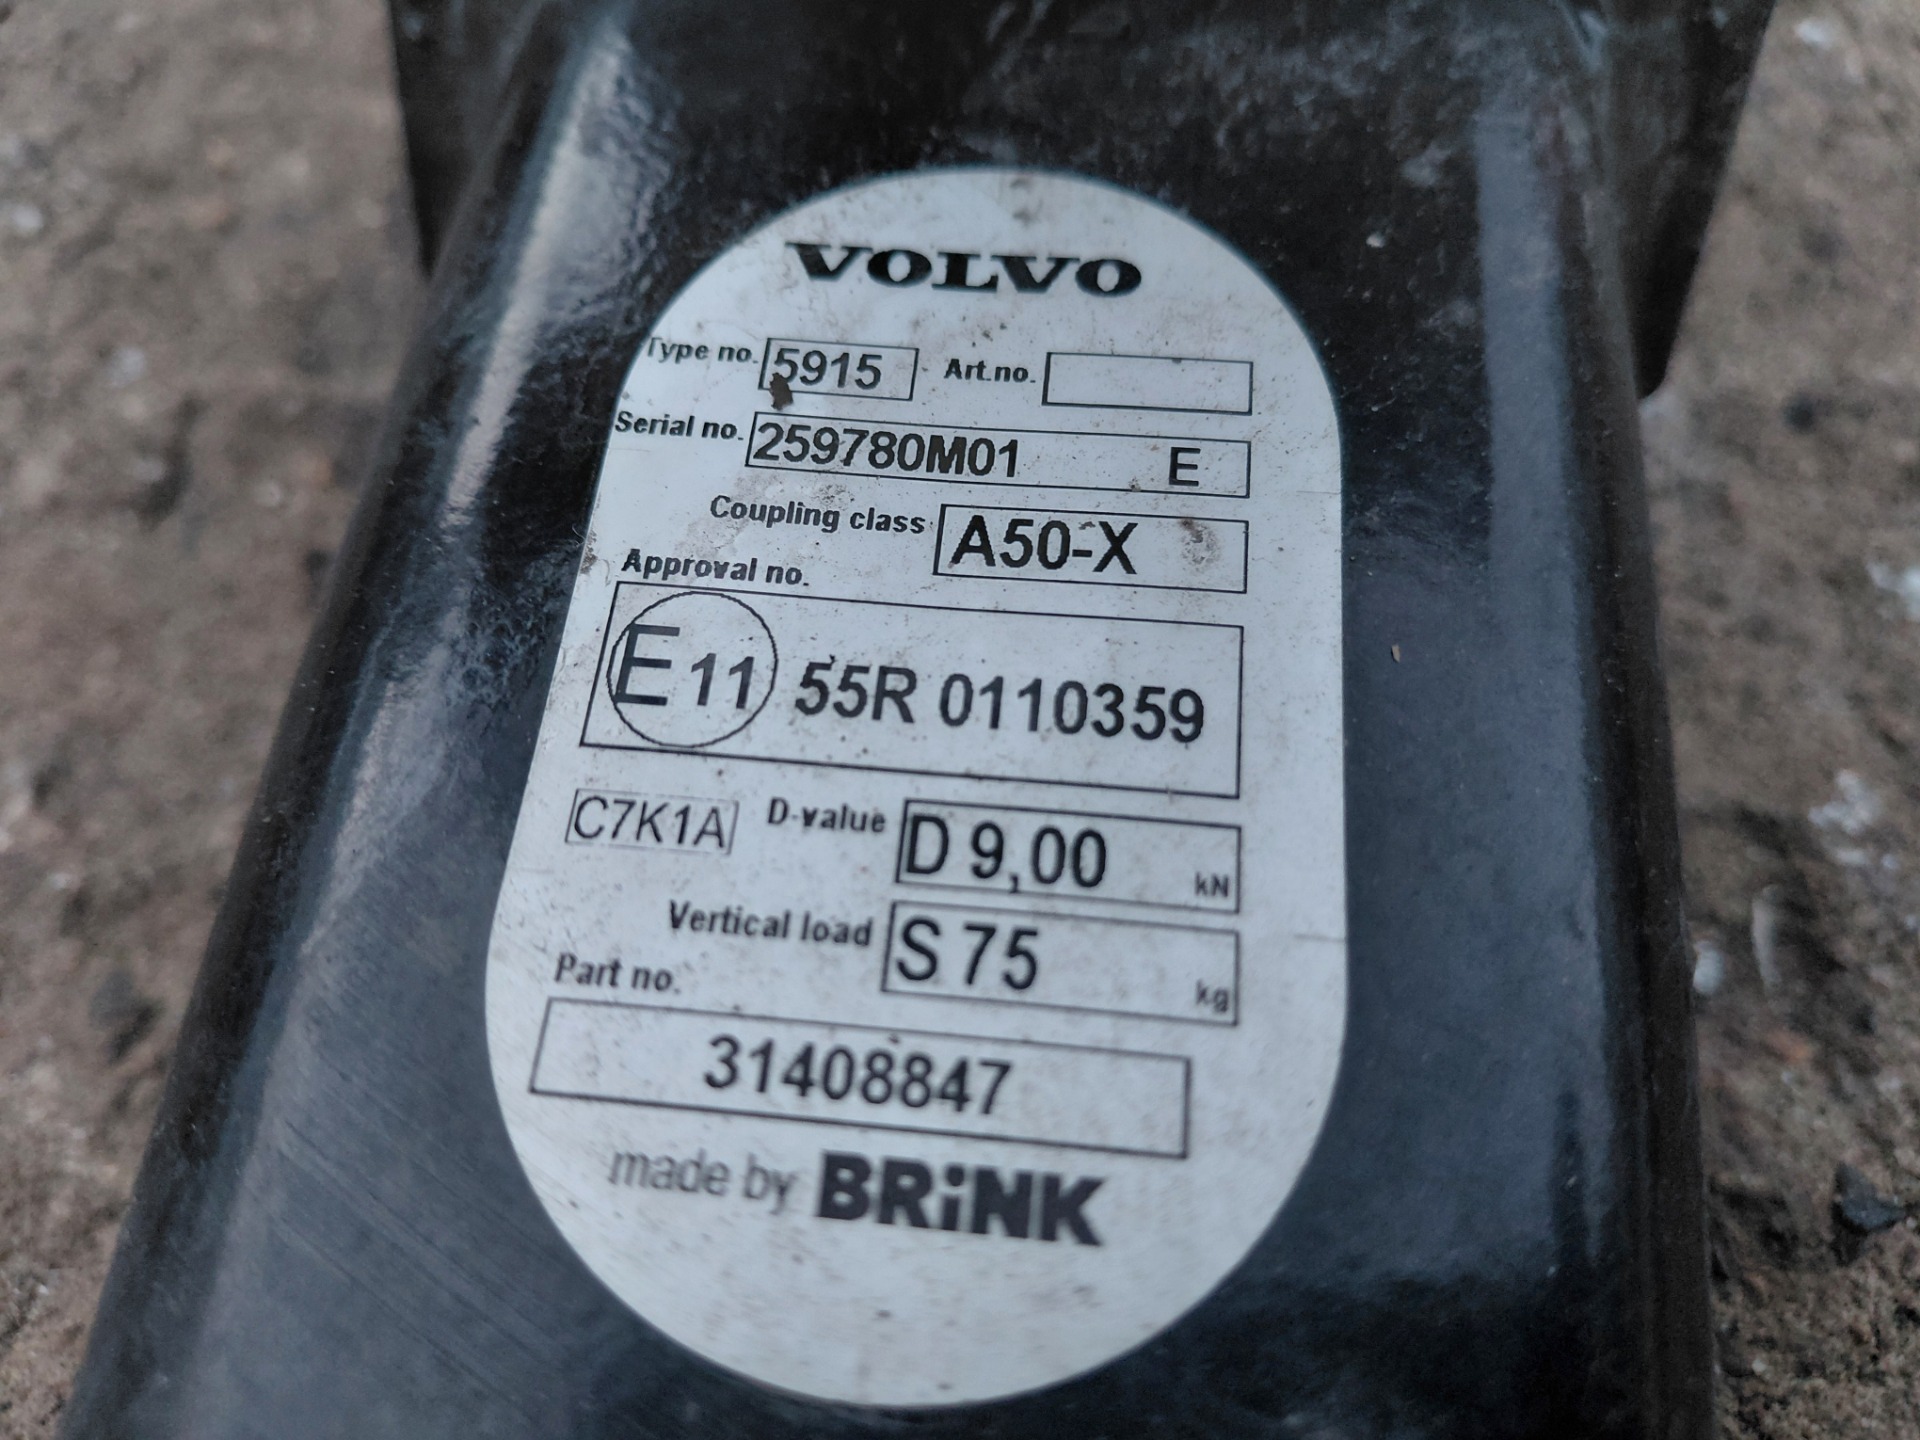 VOLVO
Type no. 5915 Art.no.
Serial no. 259780M01 E
Coupling class A50-X
Approval no.
E11 55R 0110359
C7K1A D-value D 9,00 kN
Vertical load S 75 kg
Part no.
31408847
made by BRiNK